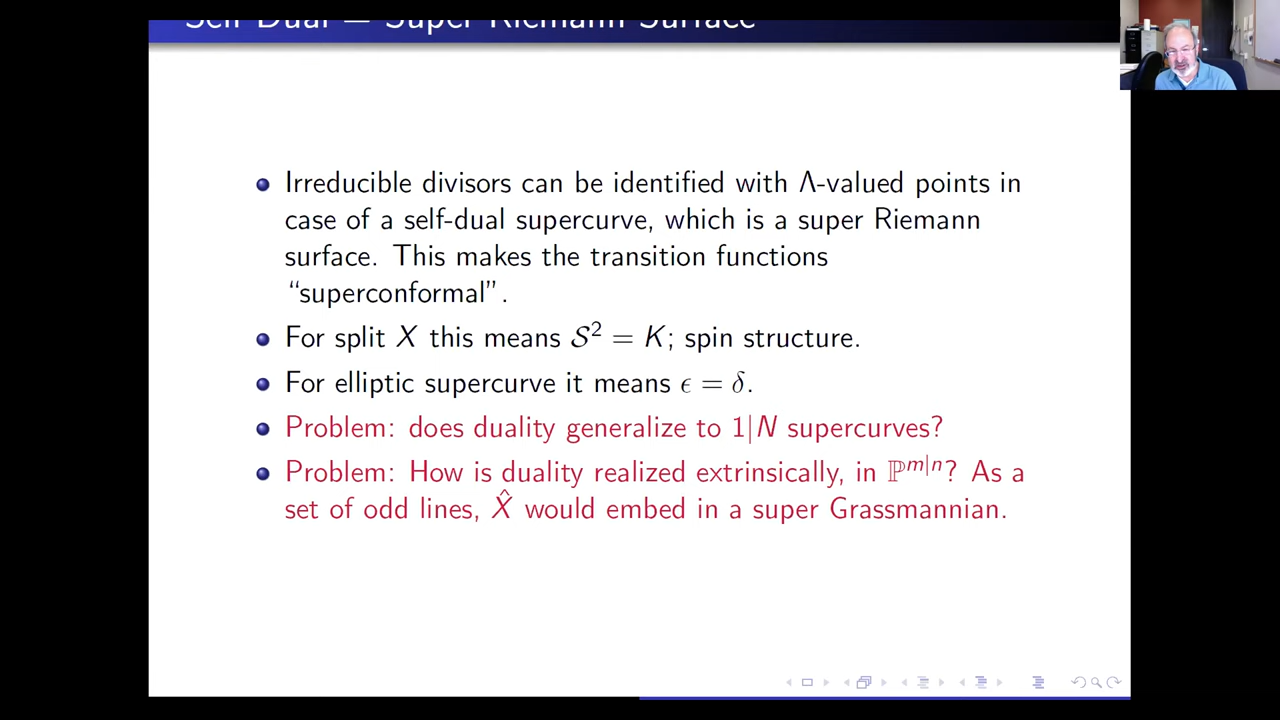 Self Dual = Super Riemann Surface
Irreducible divisors can be identified with Λ-valued points in
case of a self-dual supercurve, which is a super Riemann
surface. This makes the transition functions
“superconformal”.
For split X this means 𝒮² = K; spin structure.
For elliptic supercurve it means ϵ = δ.
Problem: does duality generalize to 1|N supercurves?
Problem: How is duality realized extrinsically, in ℙᵐ|ⁿ? As a
set of odd lines, X̂ would embed in a super Grassmannian.